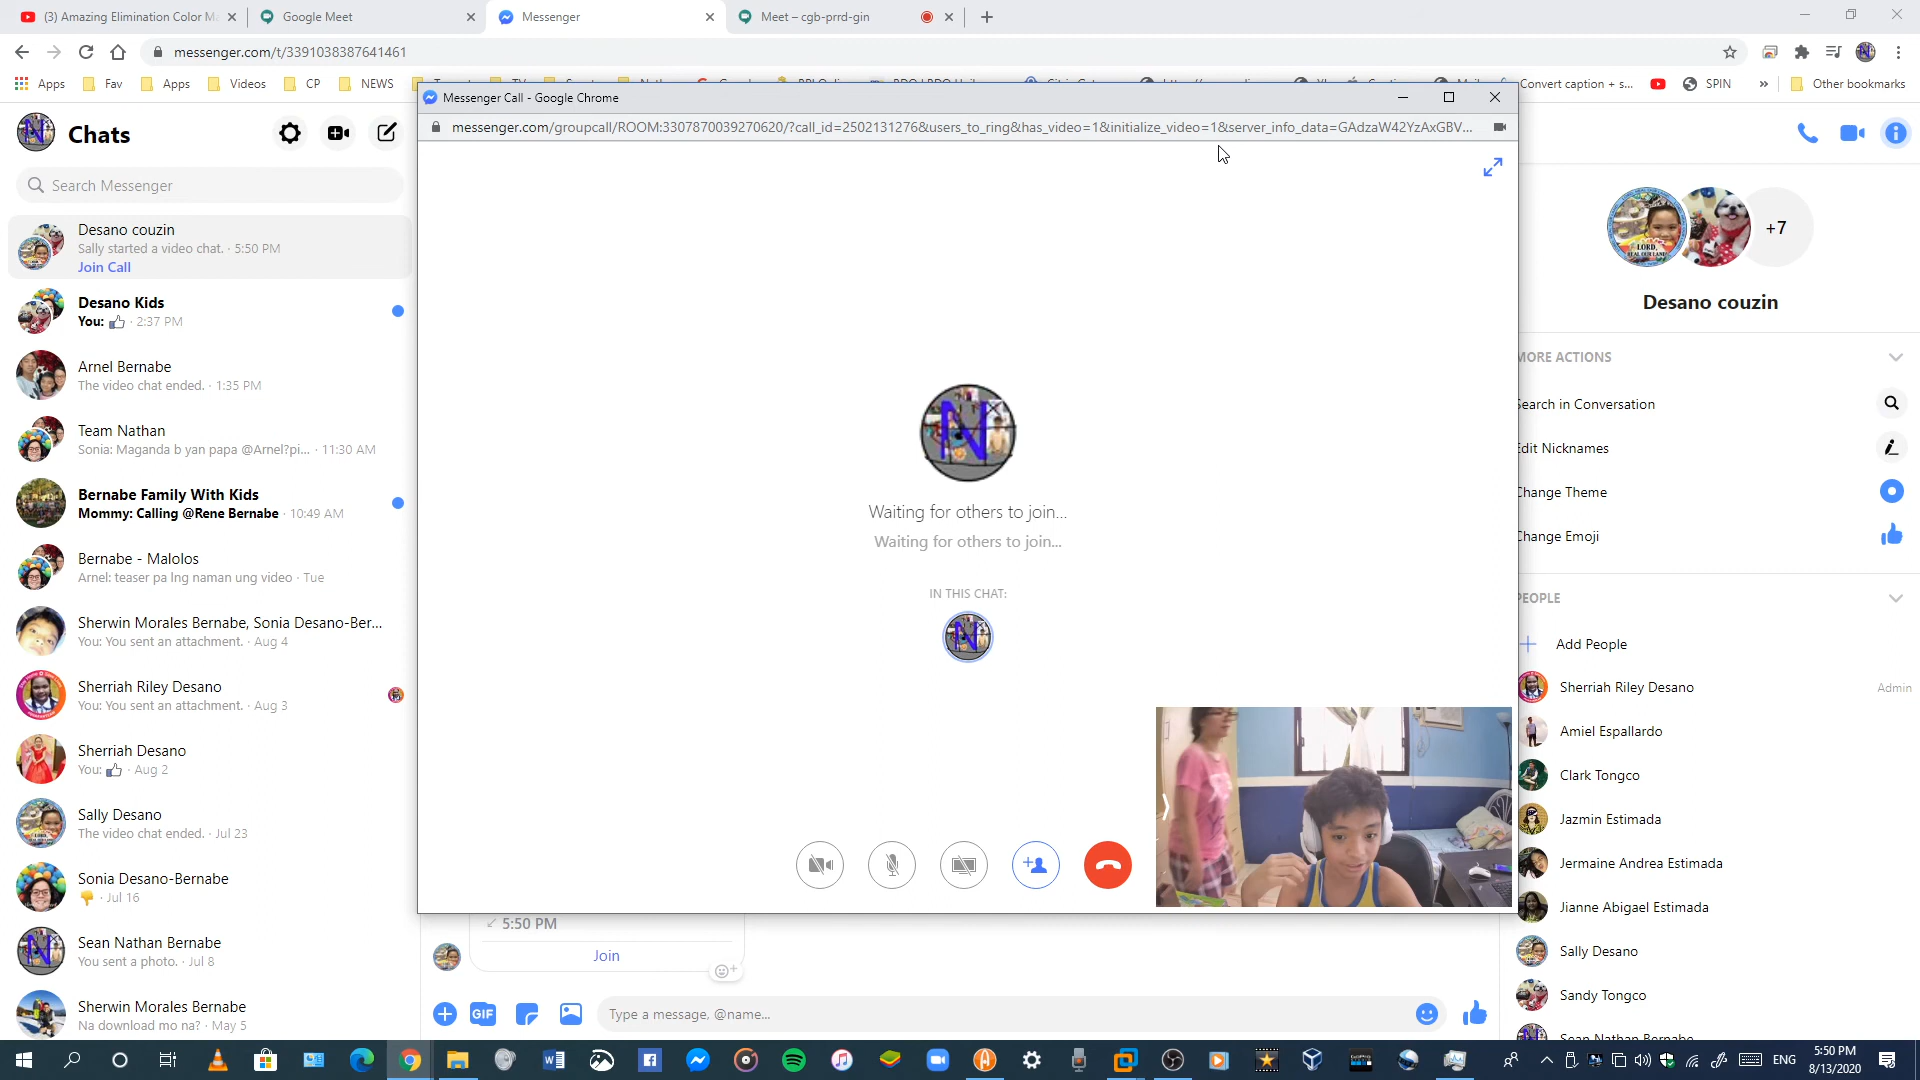 (3) Amazing Elimination Color Ma
Google Meet
Messenger
Meet – cgb-prrd-gin
messenger.com/t/3391038387641461
Apps
Fav
Apps
Videos
CP
NEWS
Convert caption + s...
SPIN
»
Other bookmarks
Messenger Call - Google Chrome
messenger.com/groupcall/ROOM:3307870039270620/?call_id=2502131276&users_to_ring&has_video=1&initialize_video=1&server_info_data=GAdzaW42YzAxGBV...
Chats
Search Messenger
Desano couzin
Sally started a video chat. · 5:50 PM
Join Call
Desano Kids
You: · 2:37 PM
Arnel Bernabe
The video chat ended. · 1:35 PM
Team Nathan
Sonia: Maganda b yan papa @Arnel?pi... · 11:30 AM
Bernabe Family With Kids
Mommy: Calling @Rene Bernabe · 10:49 AM
Bernabe - Malolos
Arnel: teaser pa lng naman ung video · Tue
Sherwin Morales Bernabe, Sonia Desano-Ber...
You: You sent an attachment. · Aug 4
Sherriah Riley Desano
You: You sent an attachment. · Aug 3
Sherriah Desano
You: · Aug 2
Sally Desano
The video chat ended. · Jul 23
Sonia Desano-Bernabe
· Jul 16
Sean Nathan Bernabe
You sent a photo. · Jul 8
Sherwin Morales Bernabe
Na download mo na? · May 5
N
Waiting for others to join...
Waiting for others to join...
IN THIS CHAT:
N
5:50 PM
Join
GIF
Type a message, @name...
LORD,
+7
Desano couzin
MORE ACTIONS
Search in Conversation
Edit Nicknames
Change Theme
Change Emoji
PEOPLE
Add People
Sherriah Riley Desano
Admin
Amiel Espallardo
Clark Tongco
Jazmin Estimada
Jermaine Andrea Estimada
Jianne Abigael Estimada
Sally Desano
Sandy Tongco
Sean Nathan Bernabe
ENG
5:50 PM
8/13/2020